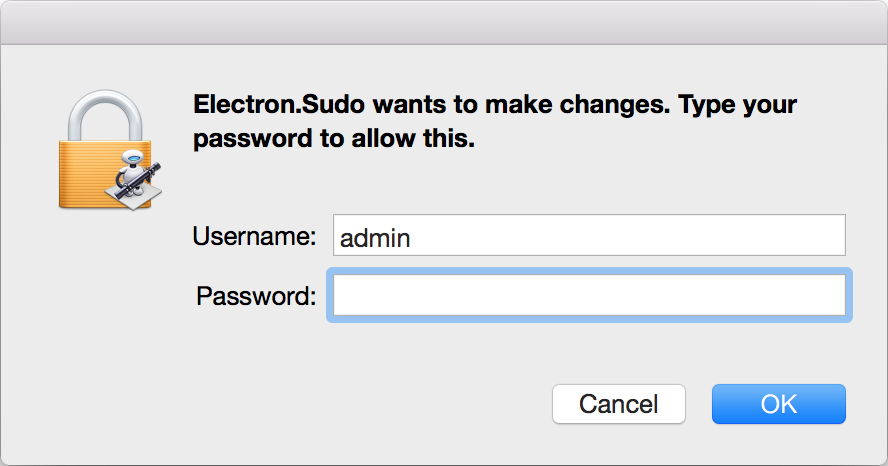 Electron.Sudo wants to make changes. Type your
password to allow this.
Username: admin
Password:
Cancel OK